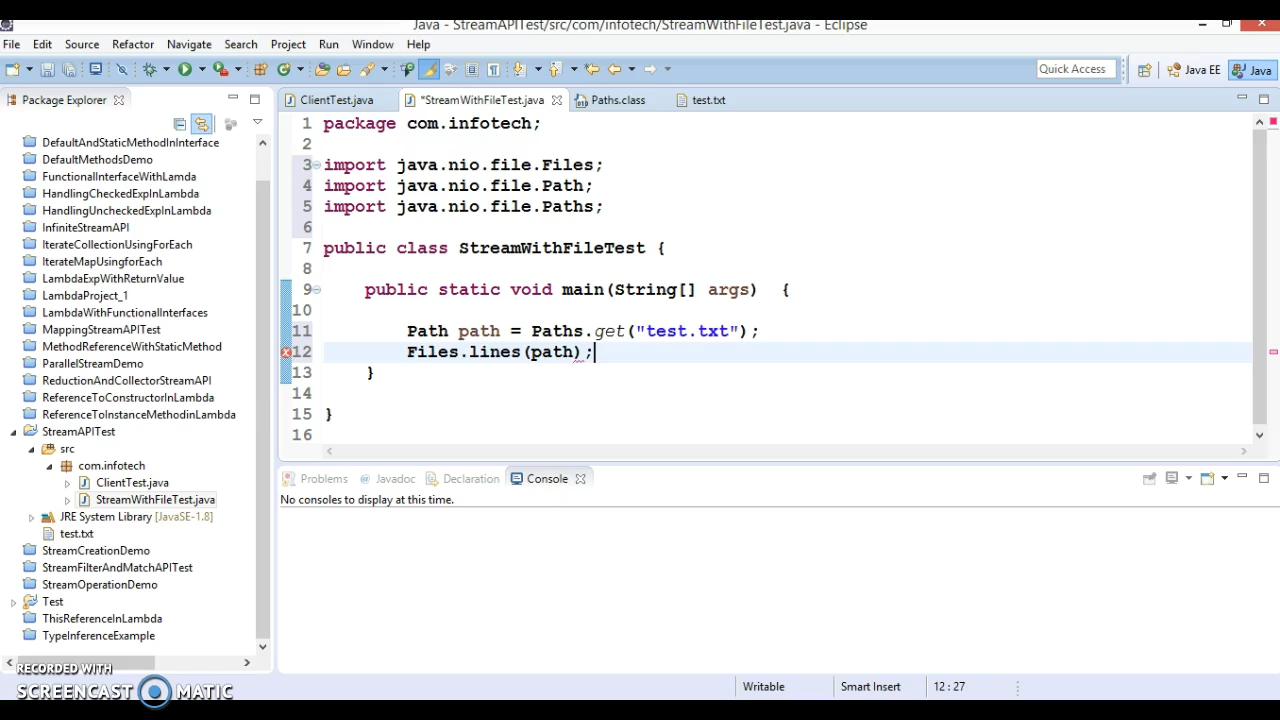 Java - StreamAPITest/src/com/infotech/StreamWithFileTest.java - Eclipse
File Edit Source Refactor Navigate Search Project Run Window Help
Quick Access Java EE Java
Package Explorer
ClientTest.java *StreamWithFileTest.java Paths.class test.txt
DefaultAndStaticMethodInInterface
DefaultMethodsDemo
FunctionalInterfaceWithLamda
HandlingCheckedExpInLambda
HandlingUncheckedExpInLambda
InfiniteStreamAPI
IterateCollectionUsingForEach
IterateMapUsingforEach
LambdaExpWithReturnValue
LambdaProject_1
LambdaWithFunctionalInterfaces
MappingStreamAPITest
MethodReferenceWithStaticMethod
ParallelStreamDemo
ReductionAndCollectorStreamAPI
ReferenceToConstructorInLambda
ReferenceToInstanceMethodinLambda
StreamAPITest
src
com.infotech
ClientTest.java
StreamWithFileTest.java
JRE System Library [JavaSE-1.8]
test.txt
StreamCreationDemo
StreamFilterAndMatchAPITest
StreamOperationDemo
Test
ThisReferenceInLambda
TypeInferenceExample
1 package com.infotech;
2
3 import java.nio.file.Files;
4 import java.nio.file.Path;
5 import java.nio.file.Paths;
6
7 public class StreamWithFileTest {
8
9 public static void main(String[] args) {
10
11 Path path = Paths.get("test.txt");
12 Files.lines(path);
13 }
14
15 }
16
Problems @ Javadoc Declaration Console
No consoles to display at this time.
Writable Smart Insert 12 : 27
RECORDED WITH
SCREENCAST MATIC